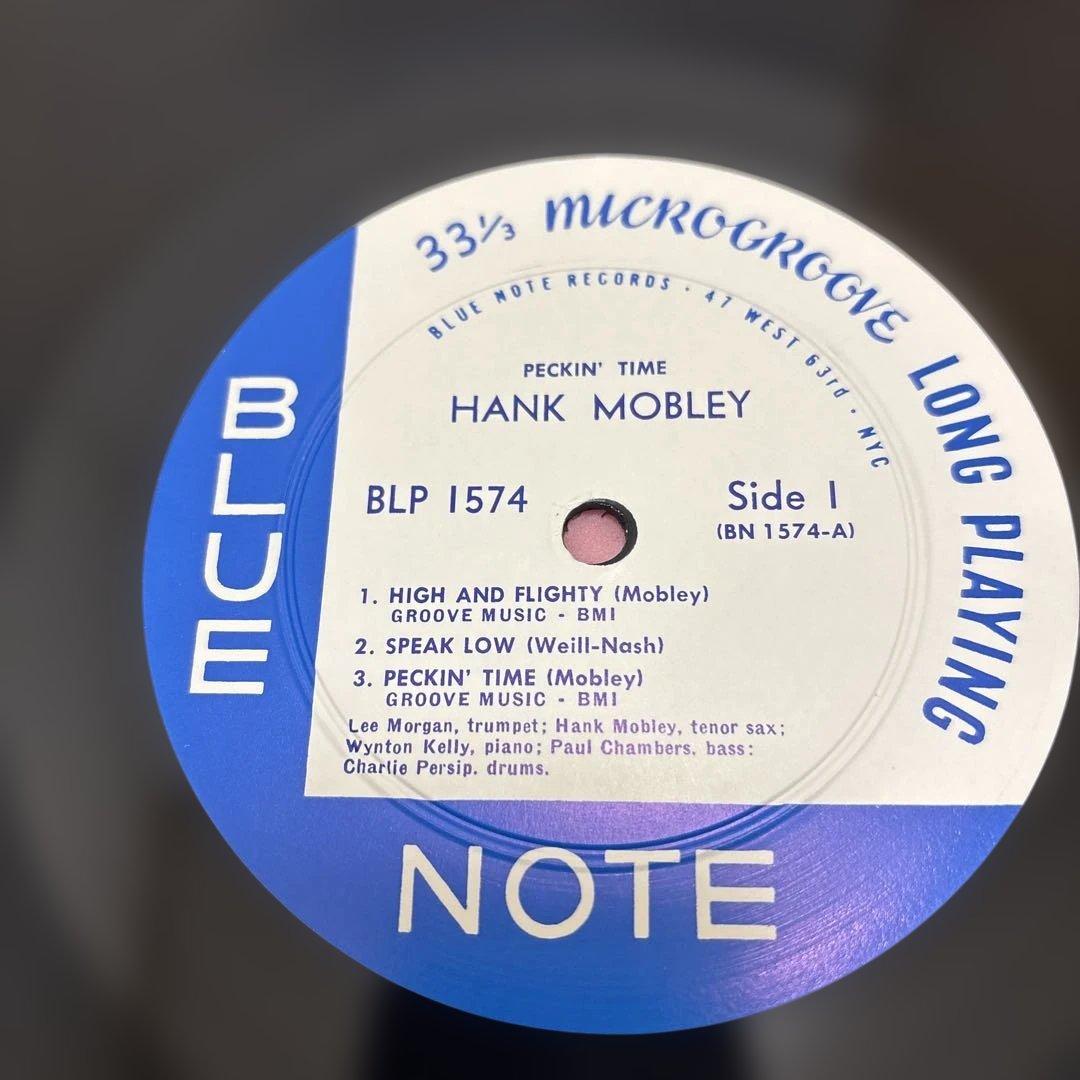 33⅓ MICROGROOVE LONG PLAYING
BLUE NOTE RECORDS · 47 WEST 63rd · NYC
PECKIN' TIME
HANK MOBLEY
BLP 1574
Side 1
(BN 1574-A)
1. HIGH AND FLIGHTY (Mobley)
GROOVE MUSIC - BMI
2. SPEAK LOW (Weill-Nash)
3. PECKIN' TIME (Mobley)
GROOVE MUSIC - BMI
Lee Morgan, trumpet; Hank Mobley, tenor sax;
Wynton Kelly, piano; Paul Chambers, bass;
Charlie Persip, drums.
BLUE
NOTE